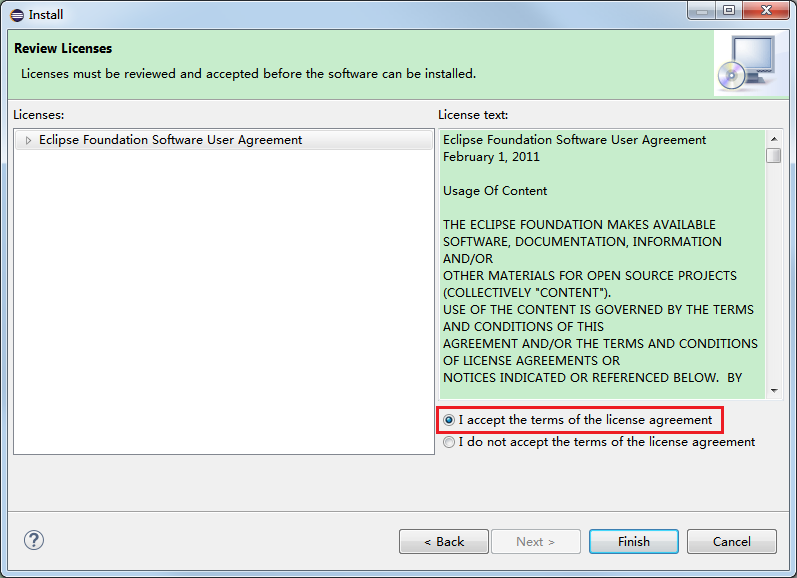 Install
Review Licenses
Licenses must be reviewed and accepted before the software can be installed.
Licenses:
Eclipse Foundation Software User Agreement
License text:
Eclipse Foundation Software User Agreement
February 1, 2011
Usage Of Content
THE ECLIPSE FOUNDATION MAKES AVAILABLE
SOFTWARE, DOCUMENTATION, INFORMATION
AND/OR
OTHER MATERIALS FOR OPEN SOURCE PROJECTS
(COLLECTIVELY "CONTENT").
USE OF THE CONTENT IS GOVERNED BY THE TERMS
AND CONDITIONS OF THIS
AGREEMENT AND/OR THE TERMS AND CONDITIONS
OF LICENSE AGREEMENTS OR
NOTICES INDICATED OR REFERENCED BELOW.  BY
I accept the terms of the license agreement
I do not accept the terms of the license agreement
?
< Back
Next >
Finish
Cancel